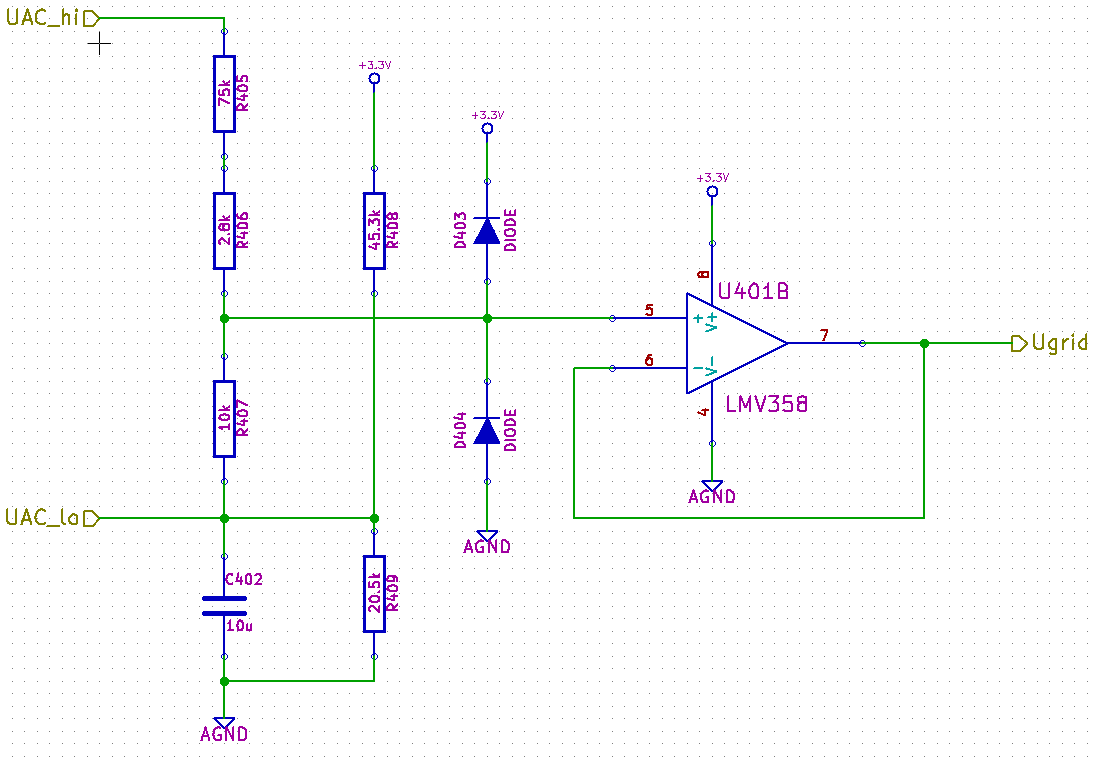 UAC_hi
75k
R405
+3.3V
+3.3V
+3.3V
2.8k
R406
45.3k
R408
D403
DIODE
8
U401B
5
+
V+
7
Ugrid
6
-
V-
10k
R407
D404
DIODE
4
LMV358
AGND
UAC_lo
AGND
C402
10u
20.5k
R409
AGND